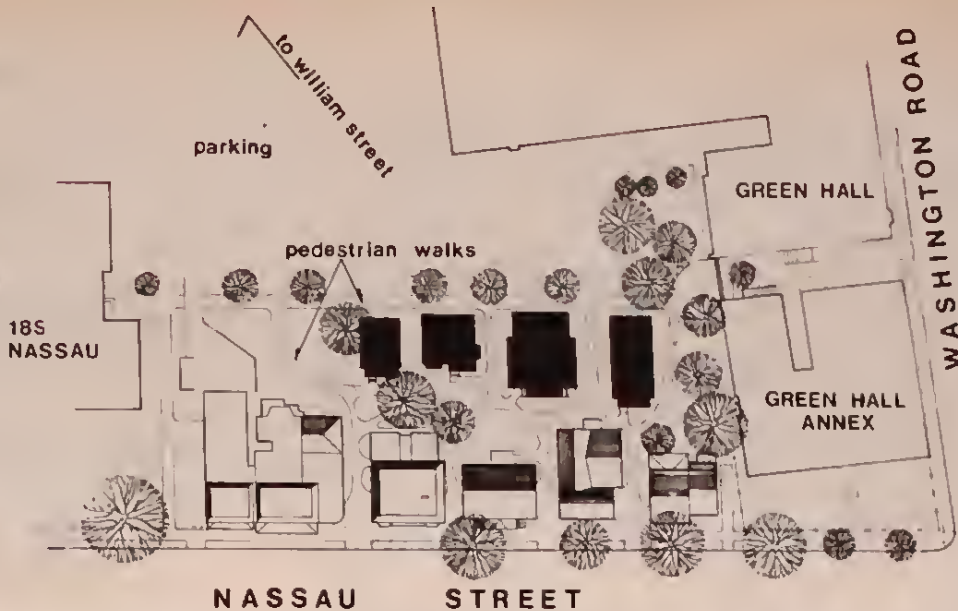 to william street
parking
WASHINGTON ROAD
GREEN HALL
pedestrian walks
185
NASSAU
GREEN HALL
ANNEX
NASSAU STREET